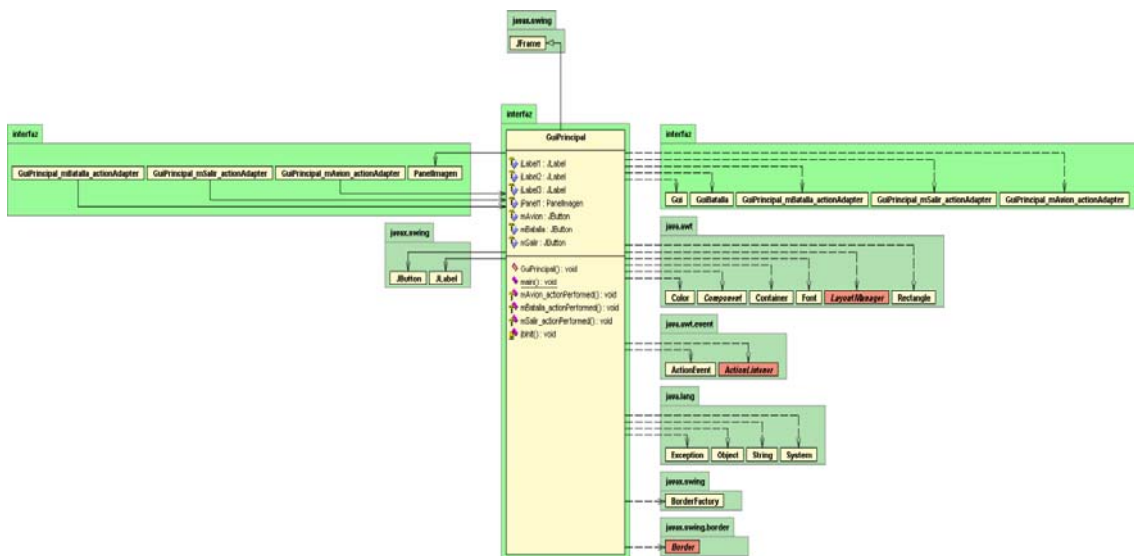 javax.swing
JFrame
interfaz
GuiPrincipal_mBatalla_actionAdapter
GuiPrincipal_mSalir_actionAdapter
GuiPrincipal_mAvion_actionAdapter
PanelImagen
javax.swing
JButton
JLabel
interfaz
GuiPrincipal
jLabel1 : JLabel
jLabel2 : JLabel
jLabel3 : JLabel
jPanel1 : PanelImagen
mAvion : JButton
mBatalla : JButton
mSalir : JButton
GuiPrincipal() : void
main() : void
mAvion_actionPerformed() : void
mBatalla_actionPerformed() : void
mSalir_actionPerformed() : void
jbInit() : void
interfaz
Gui
GuiBatalla
GuiPrincipal_mBatalla_actionAdapter
GuiPrincipal_mSalir_actionAdapter
GuiPrincipal_mAvion_actionAdapter
java.awt
Color
Component
Container
Font
LayoutManager
Rectangle
java.awt.event
ActionEvent
ActionListener
java.lang
Exception
Object
String
System
javax.swing
BorderFactory
javax.swing.border
Border